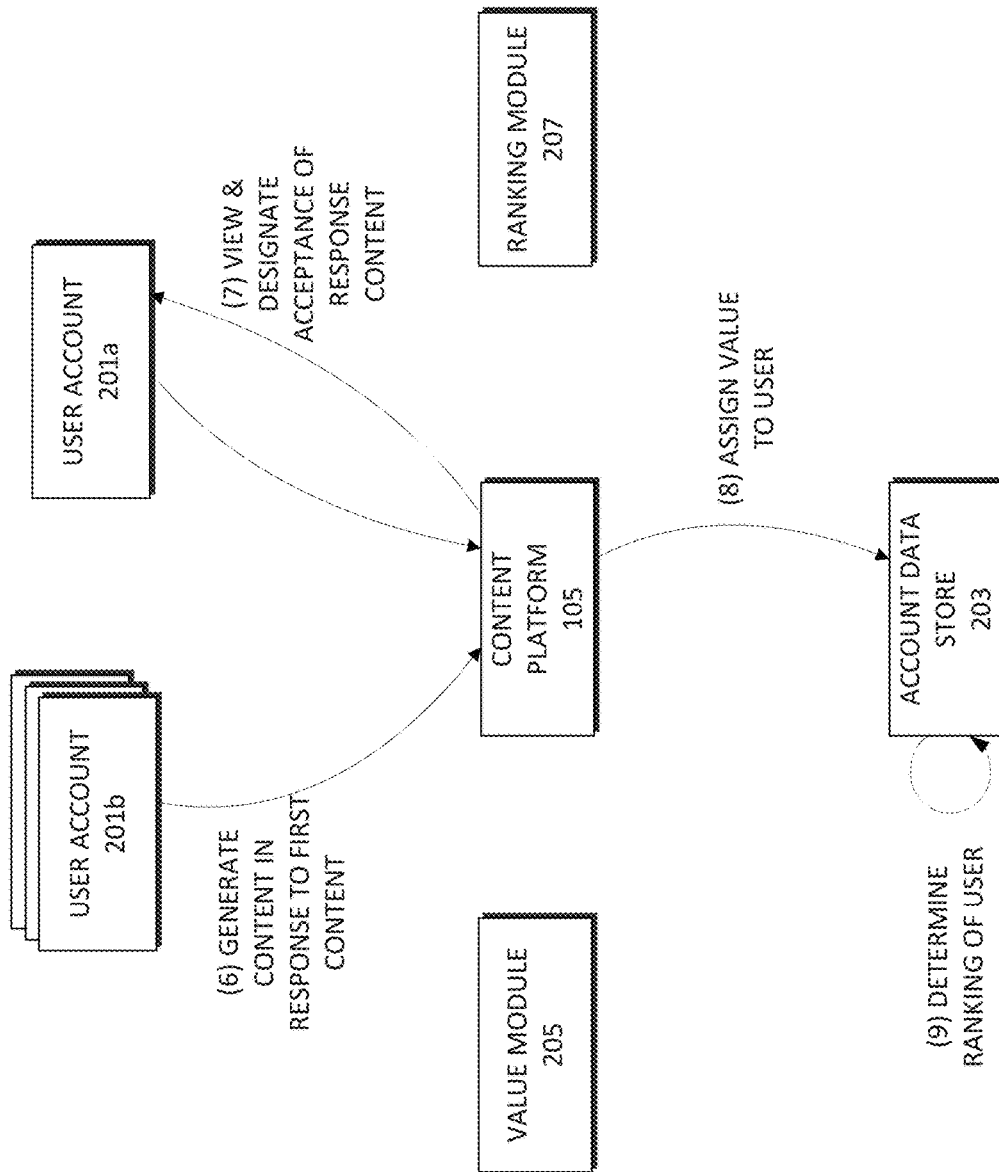 USER ACCOUNT
201b
USER ACCOUNT
201a
(6) GENERATE
CONTENT IN
RESPONSE TO FIRST
CONTENT
(7) VIEW &
DESIGNATE
ACCEPTANCE OF
RESPONSE
CONTENT
VALUE MODULE
205
CONTENT
PLATFORM
105
RANKING MODULE
207
(8) ASSIGN VALUE
TO USER
(9) DETERMINE
RANKING OF USER
ACCOUNT DATA
STORE
203